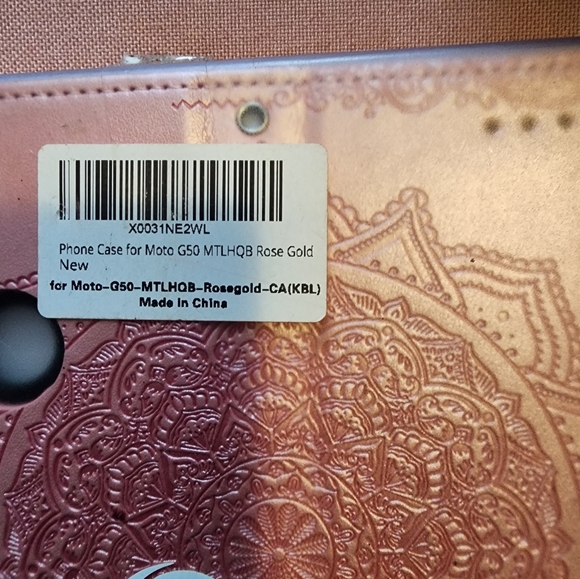 X0031NE2WL
Phone Case for Moto G50 MTLHQB Rose Gold
New
for Moto-G50-MTLHQB-Rosegold-CA(KBL)
Made in China